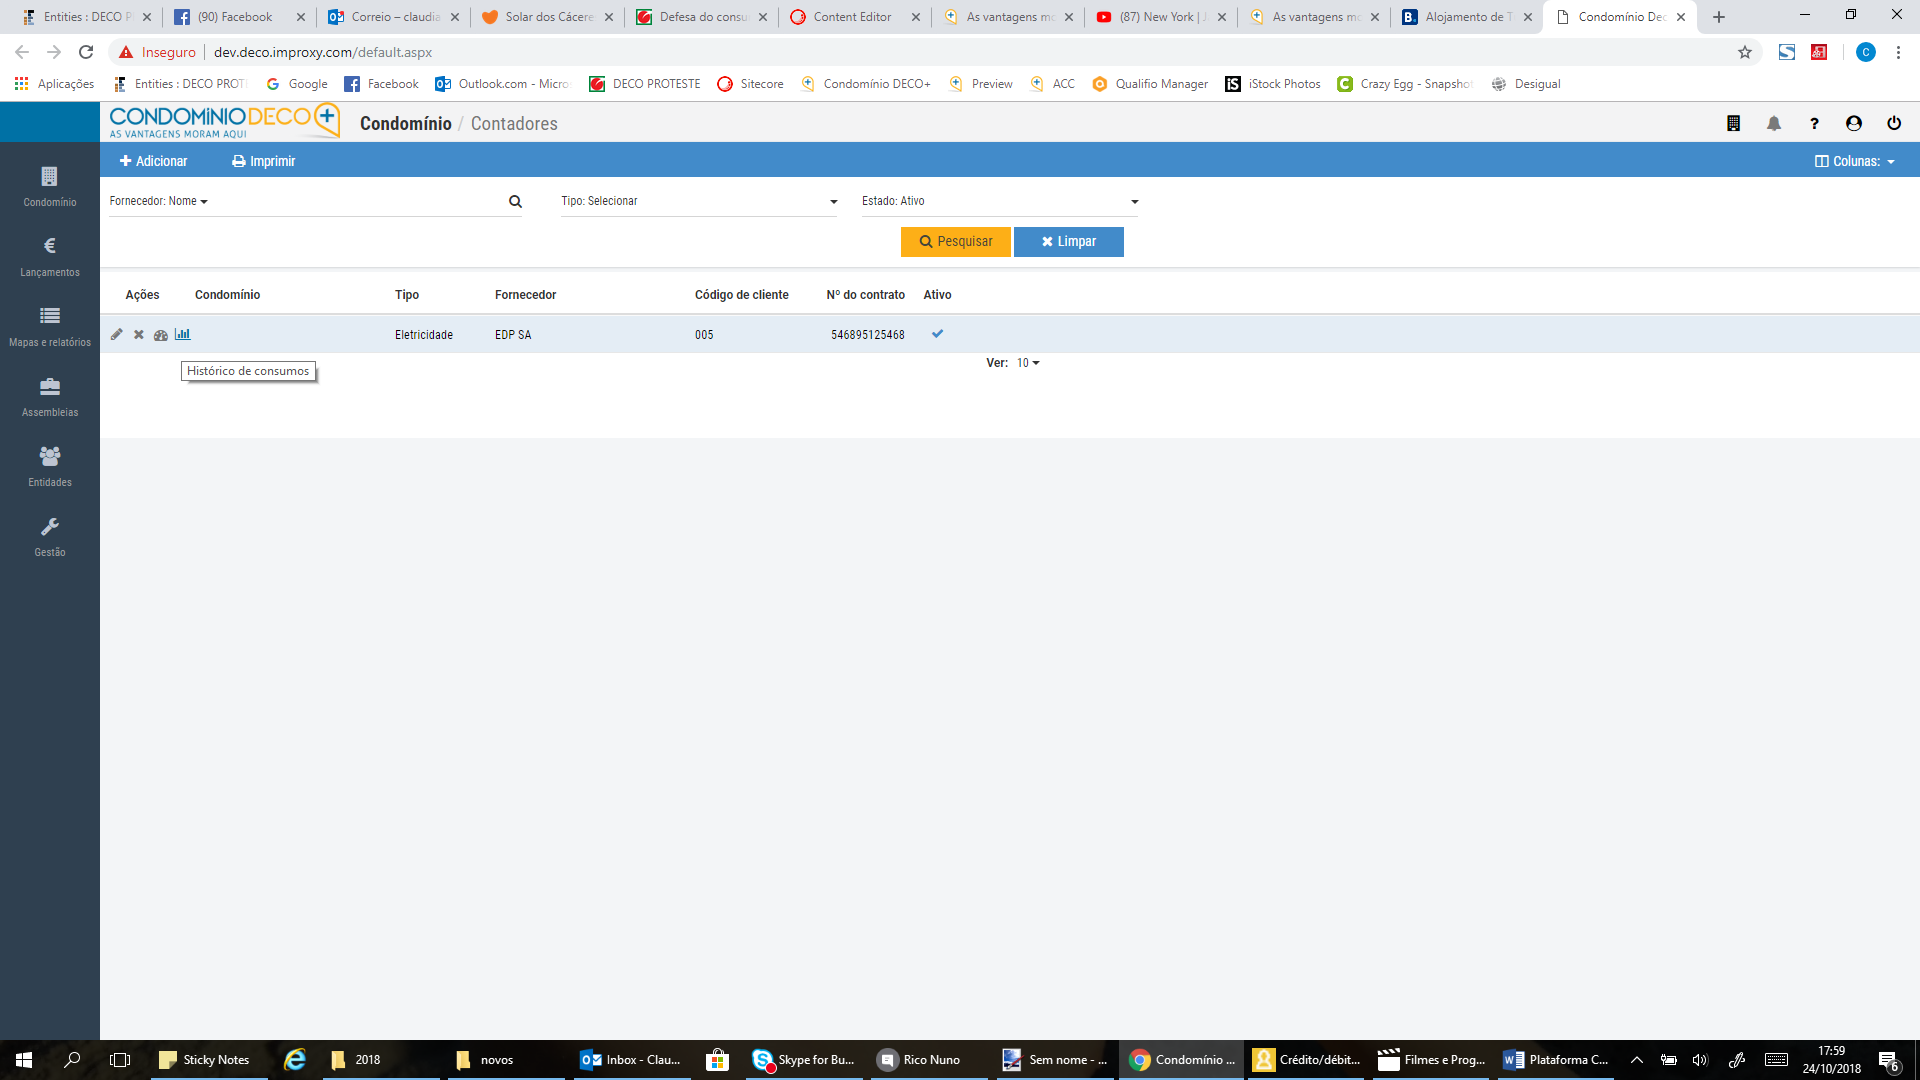 Entities : DECO P
(90) Facebook
Correio – claudia
Solar dos Cácere
Defesa do consu
Content Editor
As vantagens mo
(87) New York | J
As vantagens mo
Alojamento de T
Condomínio Dec
Inseguro
dev.deco.improxy.com/default.aspx
C
Aplicações
Entities : DECO PROT
Google
Facebook
Outlook.com - Micros
DECO PROTESTE
Sitecore
Condomínio DECO+
Preview
ACC
Qualifio Manager
iStock Photos
Crazy Egg - Snapshot
Desigual
CONDOMÍNIO DECO+
AS VANTAGENS MORAM AQUI
Condomínio / Contadores
Adicionar
Imprimir
Colunas:
Condomínio
Lançamentos
Mapas e relatórios
Assembleias
Entidades
Gestão
Fornecedor: Nome
Tipo: Selecionar
Estado: Ativo
Pesquisar
Limpar
Ações Condomínio Tipo Fornecedor Código de cliente Nº do contrato Ativo
Eletricidade EDP SA 005 546895125468
Histórico de consumos
Ver: 10
Sticky Notes
2018
novos
Inbox - Clau...
Skype for Bu...
Rico Nuno
Sem nome - ...
Condomínio ...
Crédito/débit...
Filmes e Prog...
Plataforma C...
17:59
24/10/2018
6